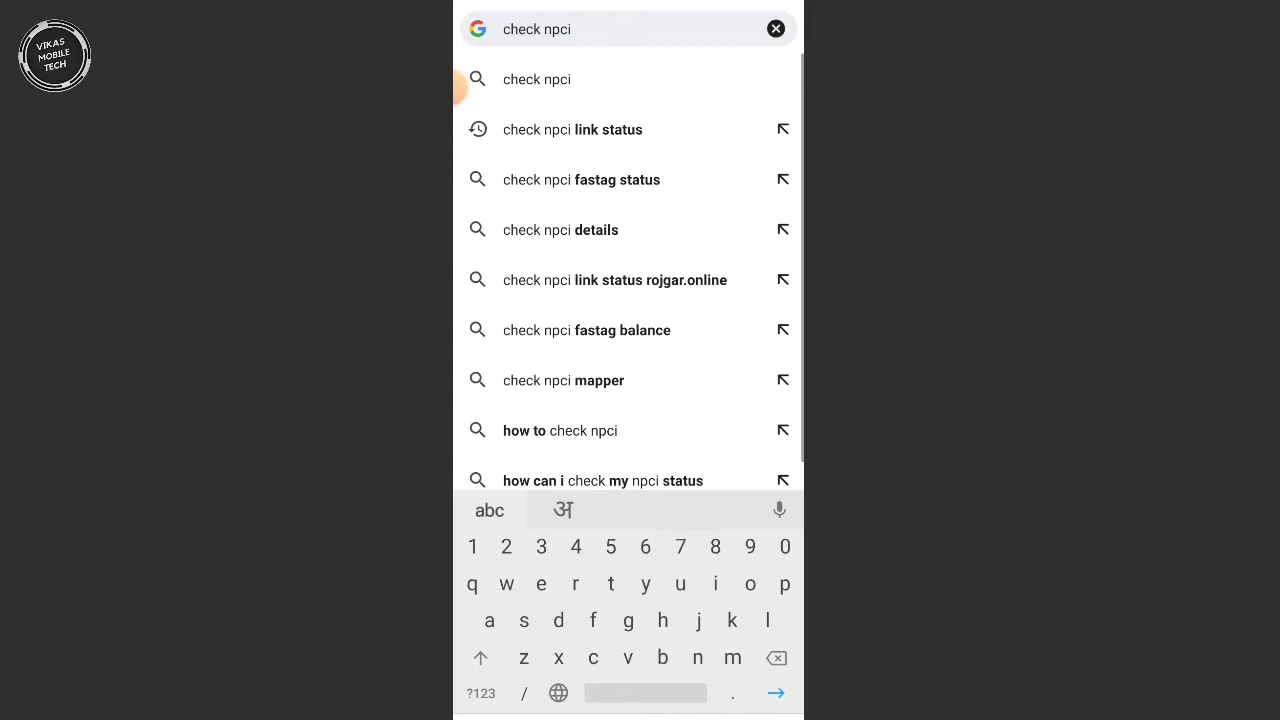 VIKAS
MOBILE
TECH
check npci
check npci
check npci link status
check npci fastag status
check npci details
check npci link status rojgar.online
check npci fastag balance
check npci mapper
how to check npci
how can i check my npci status
abc अ
1 2 3 4 5 6 7 8 9 0
q w e r t y u i o p
a s d f g h j k l
z x c v b n m
?123 / .